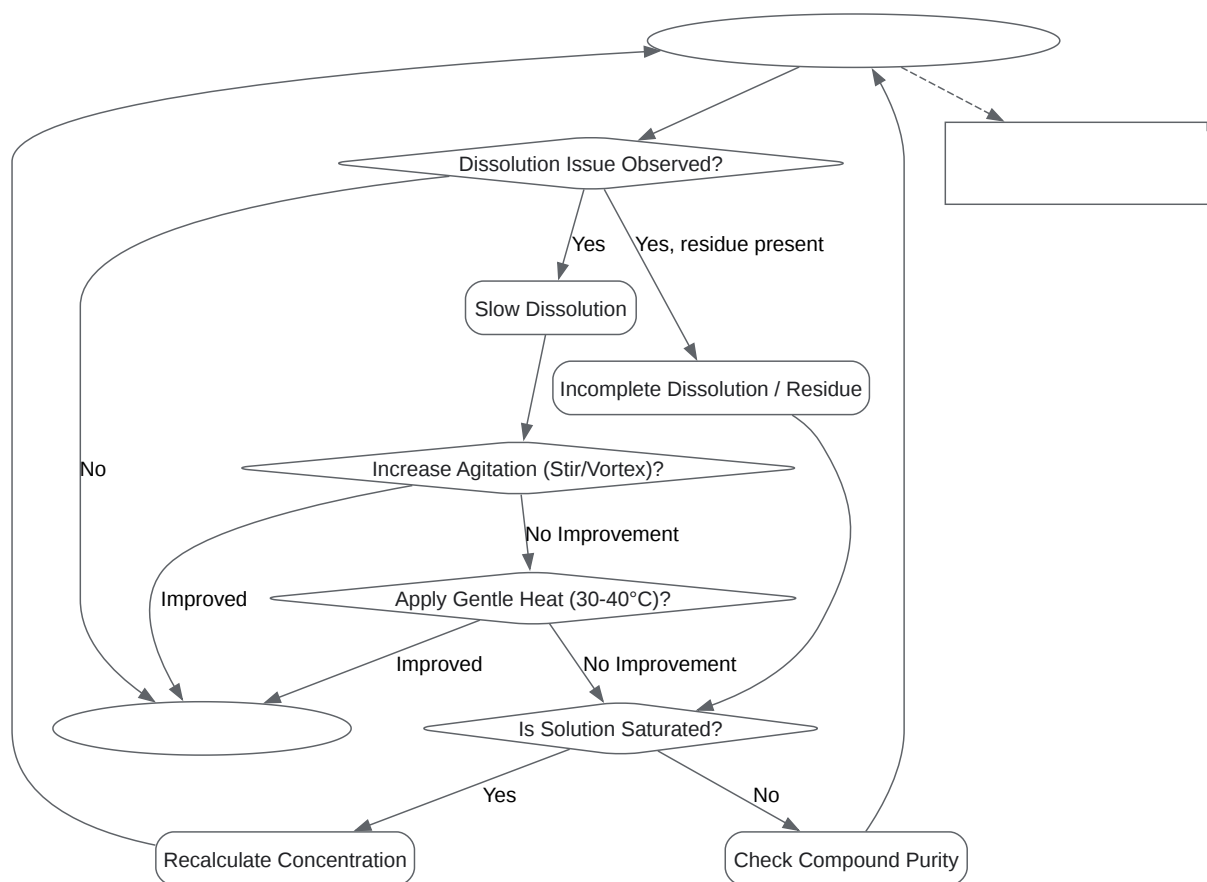 Dissolution Issue Observed?
Yes
Yes, residue present
Slow Dissolution
Incomplete Dissolution / Residue
No
Increase Agitation (Stir/Vortex)?
No Improvement
Improved
Apply Gentle Heat (30-40°C)?
Improved
No Improvement
Is Solution Saturated?
Yes
No
Recalculate Concentration
Check Compound Purity